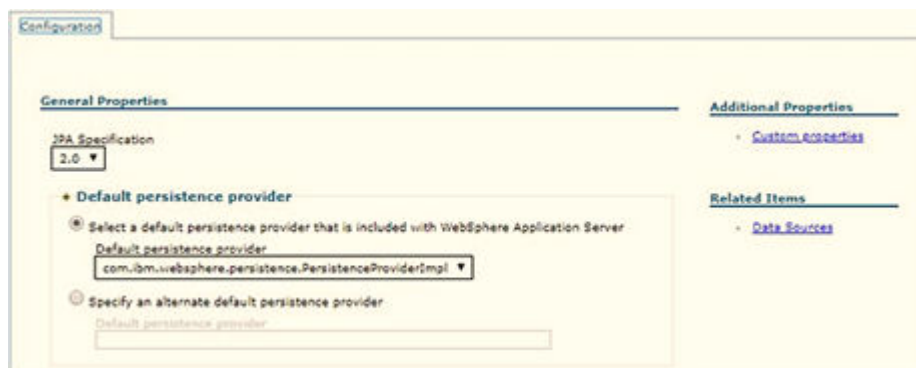 Configuration
General Properties
JPA Specification
2.0
Default persistence provider
Select a default persistence provider that is included with WebSphere Application Server
Default persistence provider
com.ibm.websphere.persistence.PersistenceProviderImpl
Specify an alternate default persistence provider
Default persistence provider
Additional Properties
Custom properties
Related Items
Data Sources